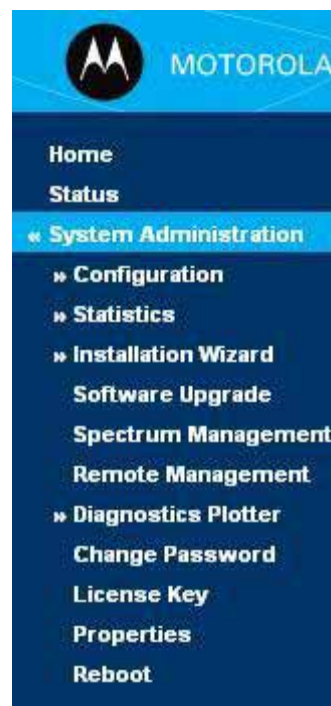 MOTOROLA
Home
Status
« System Administration
» Configuration
» Statistics
» Installation Wizard
Software Upgrade
Spectrum Management
Remote Management
» Diagnostics Plotter
Change Password
License Key
Properties
Reboot